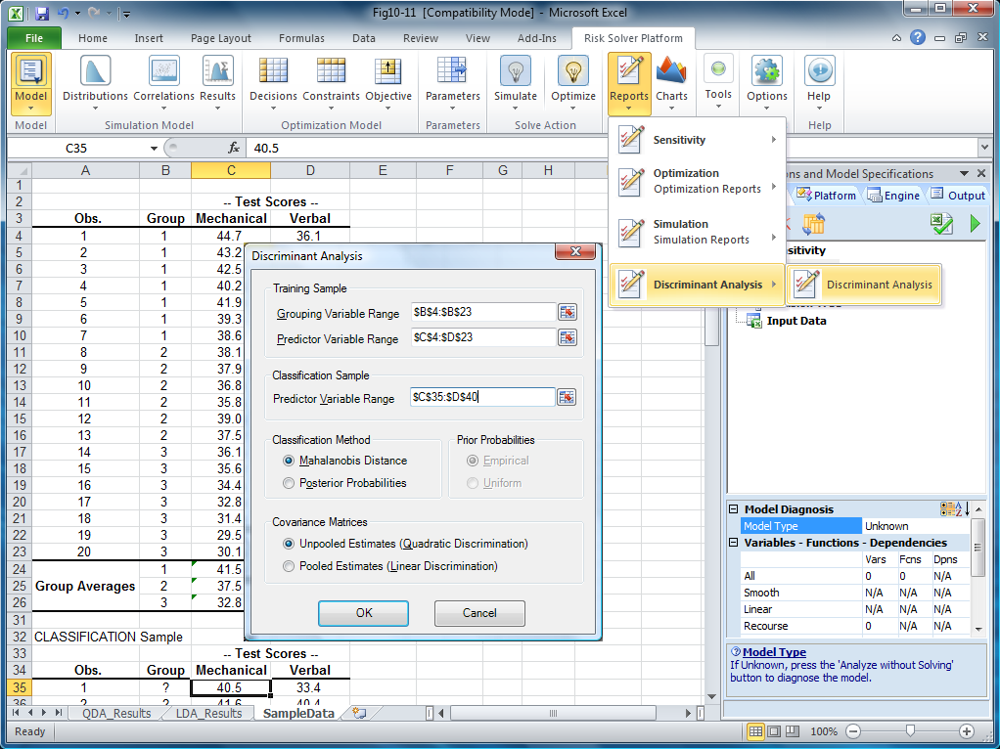 Fig10-11 [Compatibility Mode] - Microsoft Excel
File Home Insert Page Layout Formulas Data Review View Add-Ins Risk Solver Platform
Model Distributions Correlations Results Decisions Constraints Objective Parameters Simulate Optimize Reports Charts Tools Options Help
Model Simulation Model Optimization Model Parameters Solve Action Help
C35 fx 40.5
Sensitivity
Optimization
Optimization Reports
Simulation
Simulation Reports
Discriminant Analysis
Discriminant Analysis
ons and Model Specifications
Platform Engine Output
sitivity
Input Data
A B C D E F G H
1
2 -- Test Scores --
3 Obs. Group Mechanical Verbal
4 1 1 44.7 36.1
5 2 1 43.2
6 3 1 42.5
7 4 1 40.2
8 5 1 41.9
9 6 1 39.3
10 7 1 38.6
11 8 2 38.1
12 9 2 37.9
13 10 2 36.8
14 11 2 35.8
15 12 2 39.0
16 13 2 37.5
17 14 3 36.1
18 15 3 35.6
19 16 3 34.4
20 17 3 32.8
21 18 3 31.4
22 19 3 29.5
23 20 3 30.1
24 1 41.5
25 Group Averages 2 37.5
26 3 32.8
31
32 CLASSIFICATION Sample
33 -- Test Scores --
34 Obs. Group Mechanical Verbal
35 1 ? 40.5 33.4
36 2 ? 41.6 40.4
Discriminant Analysis
Training Sample
Grouping Variable Range $B$4:$B$23
Predictor Variable Range $C$4:$D$23
Classification Sample
Predictor Variable Range $C$35:$D$40
Classification Method
Mahalanobis Distance
Posterior Probabilities
Prior Probabilities
Empirical
Uniform
Covariance Matrices
Unpooled Estimates (Quadratic Discrimination)
Pooled Estimates (Linear Discrimination)
OK Cancel
Model Diagnosis
Model Type Unknown
Variables - Functions - Dependencies
Vars Fcns Dpns
All 0 0 N/A
Smooth N/A N/A N/A
Linear N/A N/A N/A
Recourse 0 N/A N/A
Model Type
If Unknown, press the 'Analyze without Solving'
button to diagnose the model.
QDA_Results LDA_Results SampleData
Ready 100%